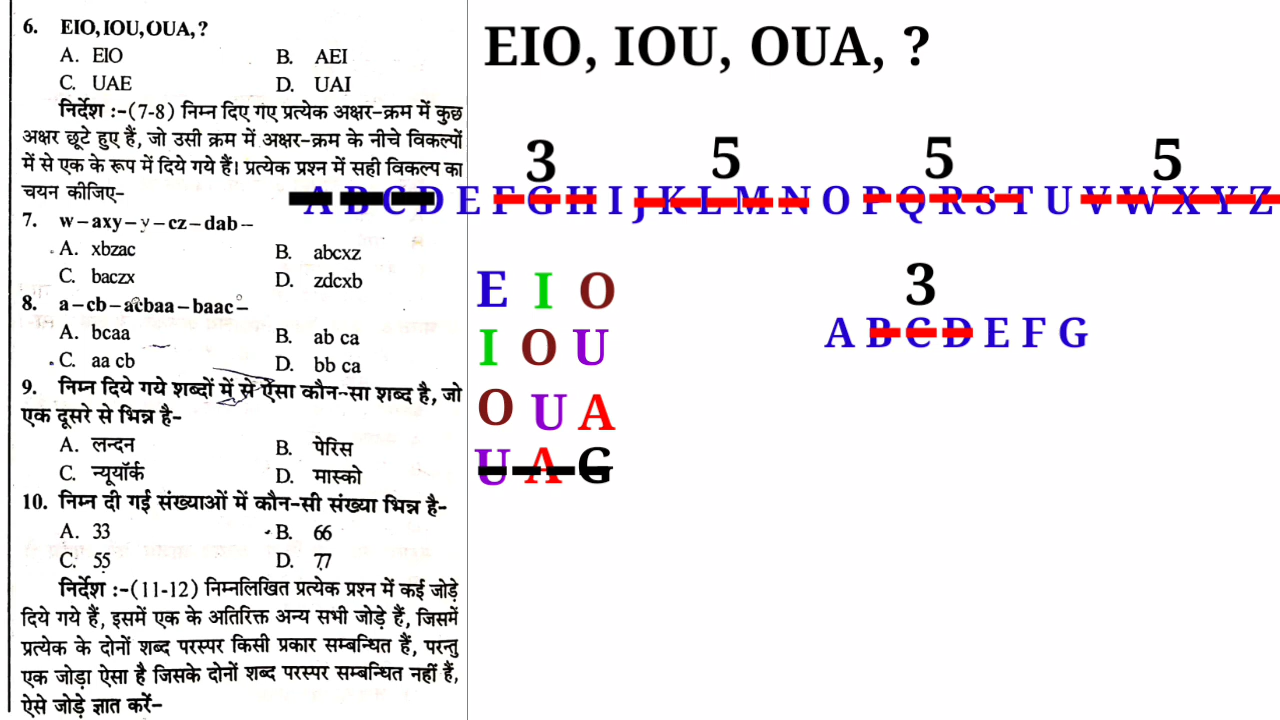 6. EIO, IOU, OUA, ?
A. EIO B. AEI
C. UAE D. UAI
निर्देश :-(7-8) निम्न दिए गए प्रत्येक अक्षर-क्रम में कुछ
अक्षर छूटे हुए हैं, जो उसी क्रम में अक्षर-क्रम के नीचे विकल्पों
में से एक के रूप में दिये गये हैं। प्रत्येक प्रश्न में सही विकल्प का
चयन कीजिए-
7. w-axy-y-cz-dab-
A. xbzac B. abcxz
C. baczx D. zdcxb
8. a-cb-acbaa-baac-
A. bcaa B. ab ca
C. aa cb D. bb ca
9. निम्न दिये गये शब्दों में से ऐसा कौन-सा शब्द है, जो
एक दूसरे से भिन्न है-
A. लन्दन B. पेरिस
C. न्यूयॉर्क D. मास्को
10. निम्न दी गई संख्याओं में कौन-सी संख्या भिन्न है-
A. 33 B. 66
C. 55 D. 77
निर्देश :-(11-12) निम्नलिखित प्रत्येक प्रश्न में कई जोड़े
दिये गये हैं, इसमें एक के अतिरिक्त अन्य सभी जोड़े हैं, जिसमें
प्रत्येक के दोनों शब्द परस्पर किसी प्रकार सम्बन्धित हैं, परन्तु
एक जोड़ा ऐसा है जिसके दोनों शब्द परस्पर सम्बन्धित नहीं हैं,
ऐसे जोड़े ज्ञात करें-
EIO, IOU, OUA, ?
3 5 5 5
A B C D E F G H I J K L M N O P Q R S T U V W X Y Z
E I O
I O U
O U A
U A G
3
A B C D E F G